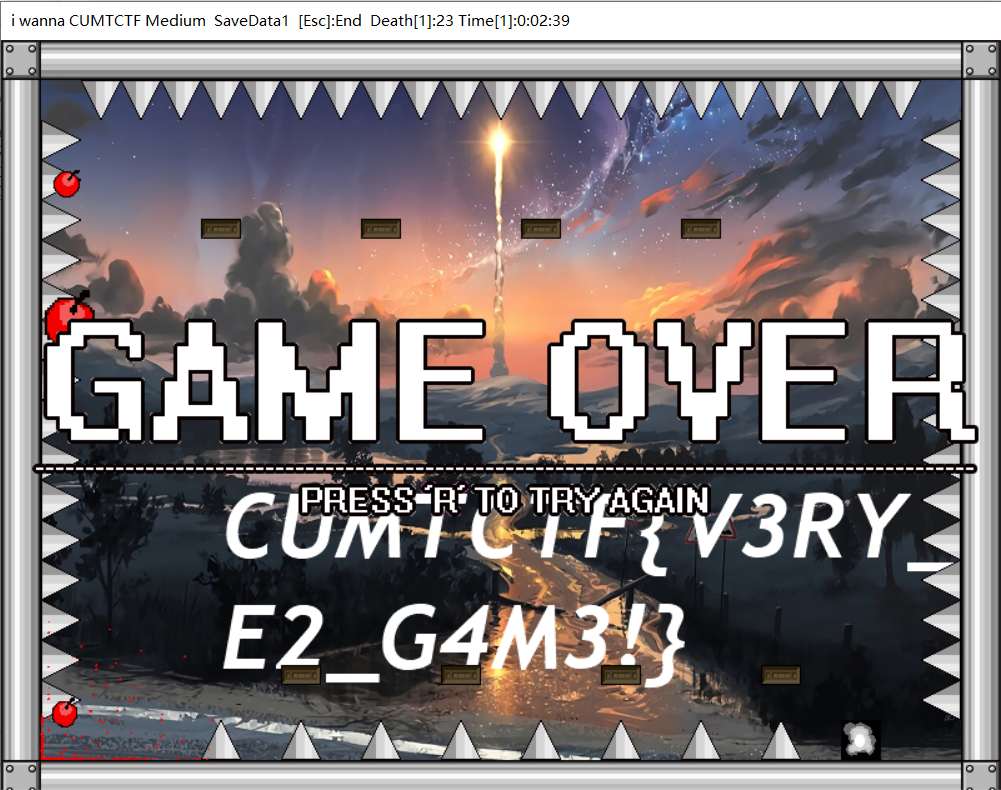 i wanna CUMTCTF Medium  SaveData1  [Esc]:End  Death[1]:23 Time[1]:0:02:39
GAME OVER
PRESS 'R' TO TRY AGAIN
CUMTCTF{V3RY_
E2_G4M3!}